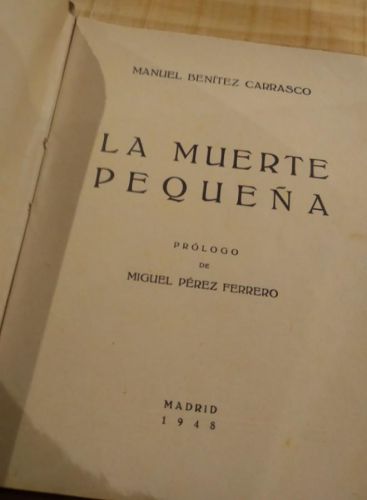 MANUEL BENÍTEZ CARRASCO
LA MUERTE
PEQUEÑA
PRÓLOGO
DE
MIGUEL PÉREZ FERRERO
MADRID
1948